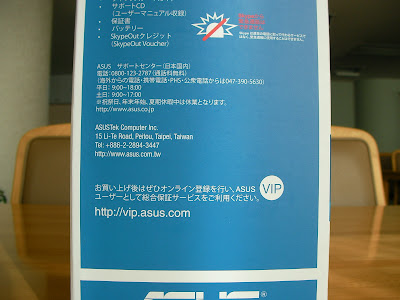 サポートCD
(ユーザーマニュアル収録)
保証書
バッテリー
SkypeOutクレジット
(SkypeOut Voucher)
ASUS サポートセンター(日本国内)
電話:0800-123-2787(通話料無料)
(海外からの電話・携帯電話・PHS・公衆電話からは047-390-5630)
平日:9:00~18:00
土日:9:00~17:00
※祝祭日、年末年始、夏期休暇中は休業となります。
http://www.asus.co.jp
ASUSTek Computer Inc.
15 Li-Te Road, Peitou, Taipei, Taiwan
Tel: +886-2-2894-3447
http://www.asus.com.tw
お買い上げ後はぜひオンライン登録を行い、ASUS
ユーザーとして総合保証サービスをご利用ください。
VIP
http://vip.asus.com
ASUS®